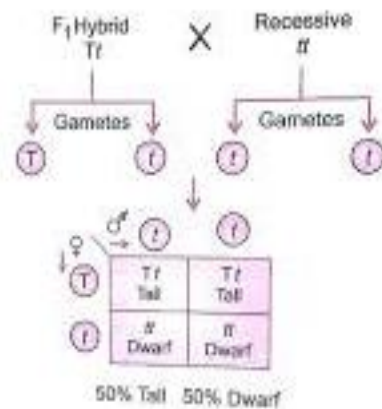 F₁ Hybrid X Recessive
Tt tt
Gametes Gametes
T t t t
♂
♀ → t t
↓ T Tt Tall Tt Tall
t tt Dwarf tt Dwarf
50% Tall 50% Dwarf